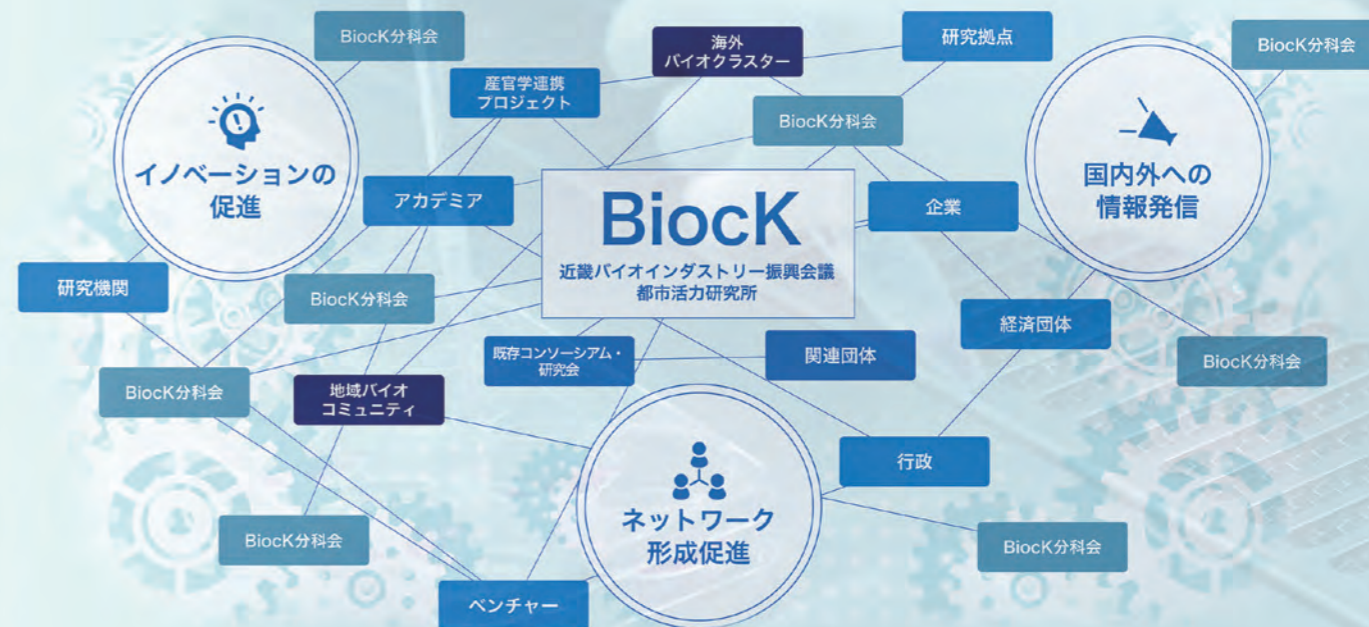 BiocK分科会
海外
バイオクラスター
研究拠点
BiocK分科会
産官学連携
プロジェクト
BiocK分科会
イノベーションの
促進
国内外への
情報発信
アカデミア
BiocK
近畿バイオインダストリー振興会議
都市活力研究所
企業
研究機関
BiocK分科会
経済団体
既存コンソーシアム・
研究会
関連団体
BiocK分科会
BiocK分科会
地域バイオ
コミュニティ
行政
ネットワーク
形成促進
BiocK分科会
BiocK分科会
ベンチャー